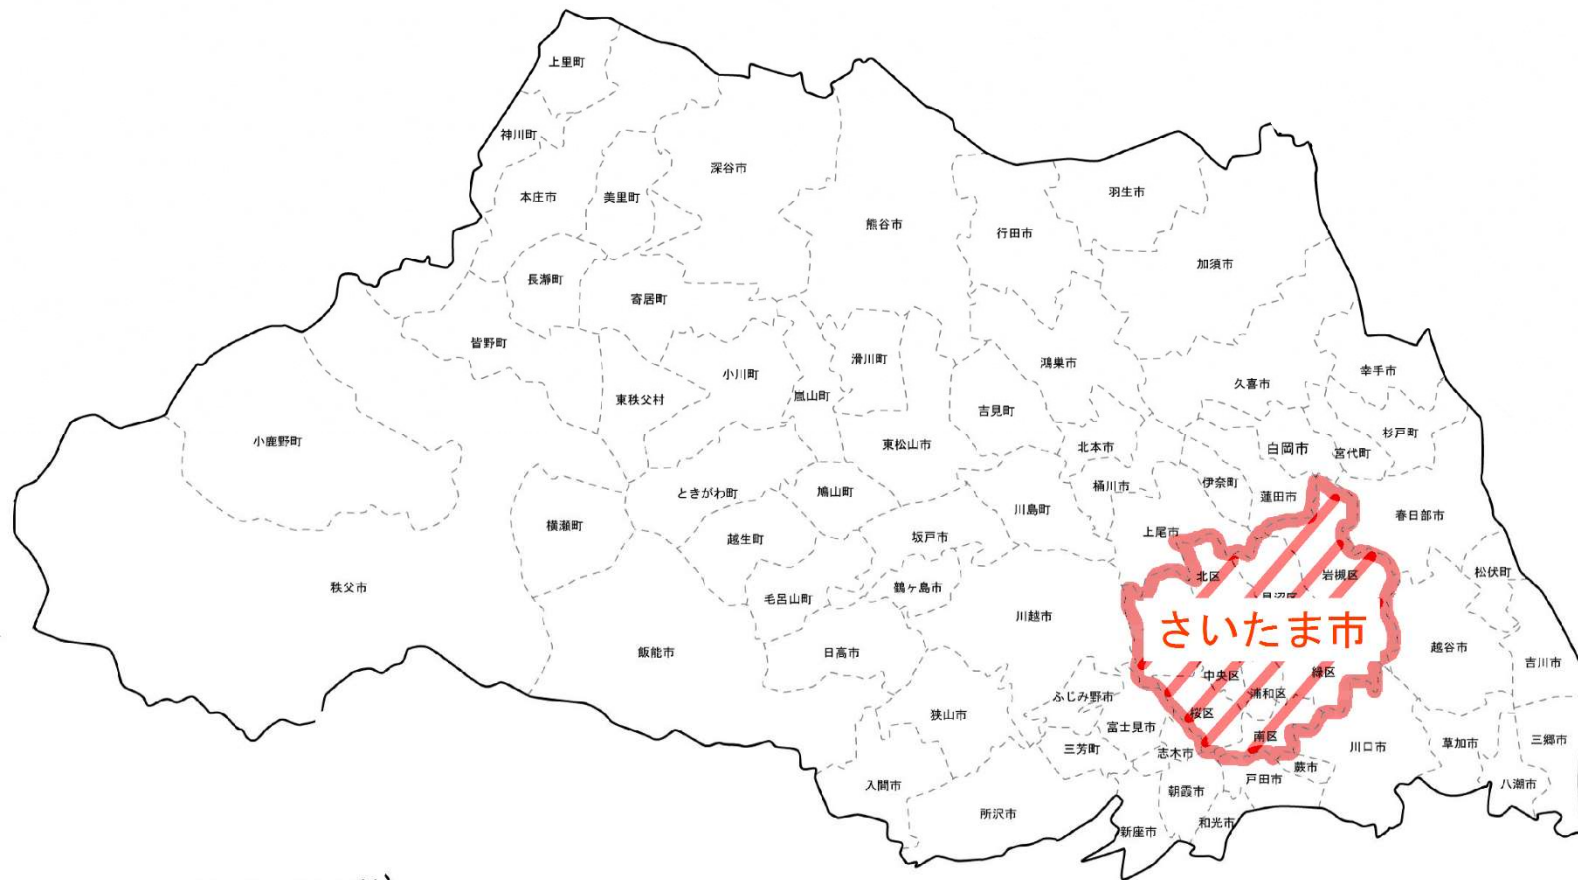 上里町
神川町
深谷市
本庄市
美里町
羽生市
熊谷市
行田市
加須市
長瀞町
寄居町
皆野町
滑川町
鴻巣市
幸手市
小川町
久喜市
嵐山町
東秩父村
吉見町
杉戸町
小鹿野町
東松山市
北本市
白岡市
宮代町
ときがわ町
鳩山町
桶川市
伊奈町
蓮田市
川島町
春日部市
横瀬町
越生町
坂戸市
上尾市
松伏町
北区
岩槻区
秩父市
鶴ヶ島市
毛呂山町
見沼区
川越市
さいたま市
飯能市
日高市
越谷市
吉川市
中央区
緑区
ふじみ野市
浦和区
狭山市
桜区
富士見市
南区
三芳町
志木市
川口市
草加市
三郷市
蕨市
入間市
朝霞市
戸田市
八潮市
所沢市
新座市
和光市